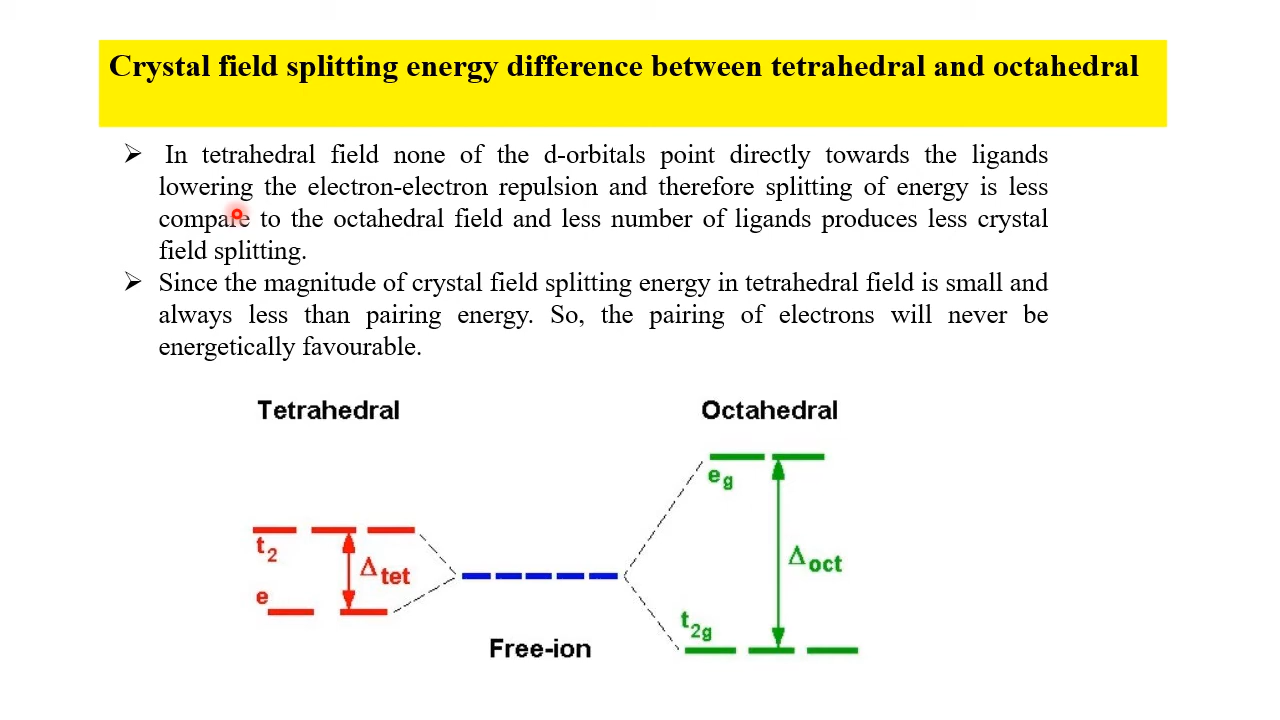 Crystal field splitting energy difference between tetrahedral and octahedral
➢ In tetrahedral field none of the d-orbitals point directly towards the ligands
lowering the electron-electron repulsion and therefore splitting of energy is less
compare to the octahedral field and less number of ligands produces less crystal
field splitting.
➢ Since the magnitude of crystal field splitting energy in tetrahedral field is small and
always less than pairing energy. So, the pairing of electrons will never be
energetically favourable.
Tetrahedral
Octahedral
eg
t2
Δtet
Δoct
e
t2g
Free-ion